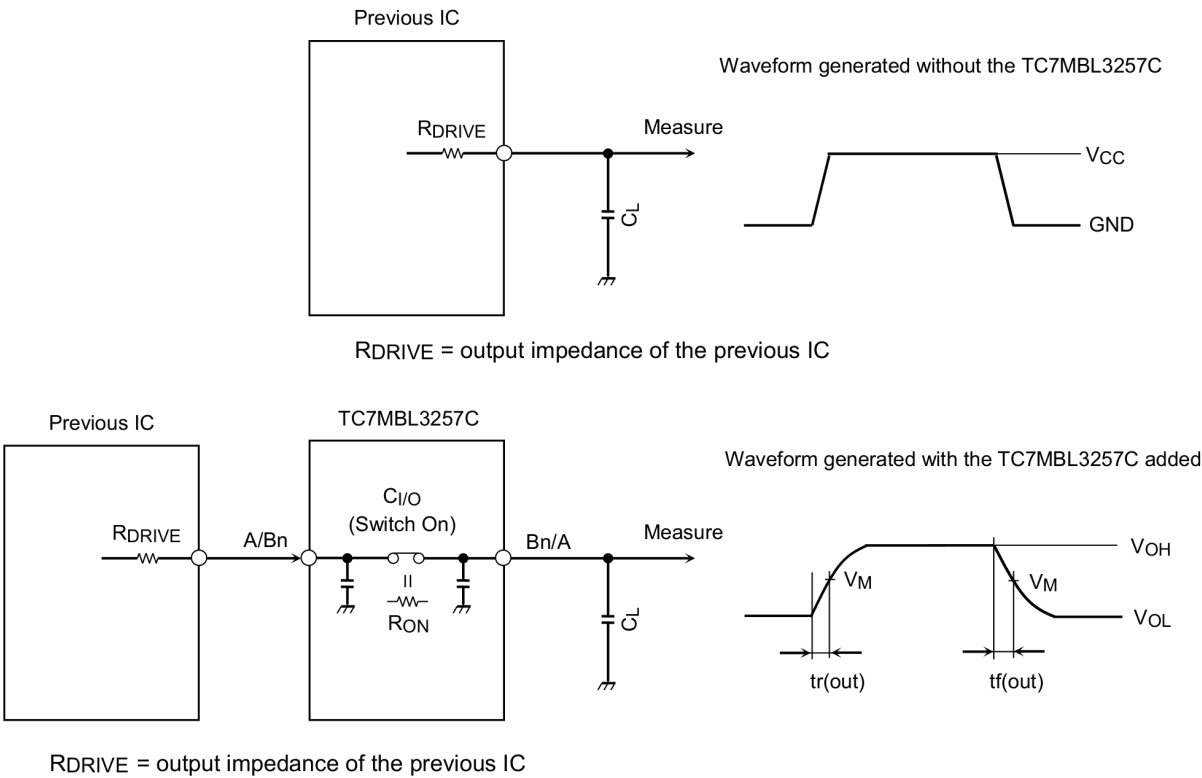 Previous IC
Waveform generated without the TC7MBL3257C
RDRIVE
Measure
VCC
CL
GND
RDRIVE = output impedance of the previous IC
Previous IC
TC7MBL3257C
Waveform generated with the TC7MBL3257C added
CI/O
(Switch On)
RDRIVE
A/Bn
Bn/A
Measure
VOH
VM
VM
RON
CL
VOL
tr(out)
tf(out)
RDRIVE = output impedance of the previous IC